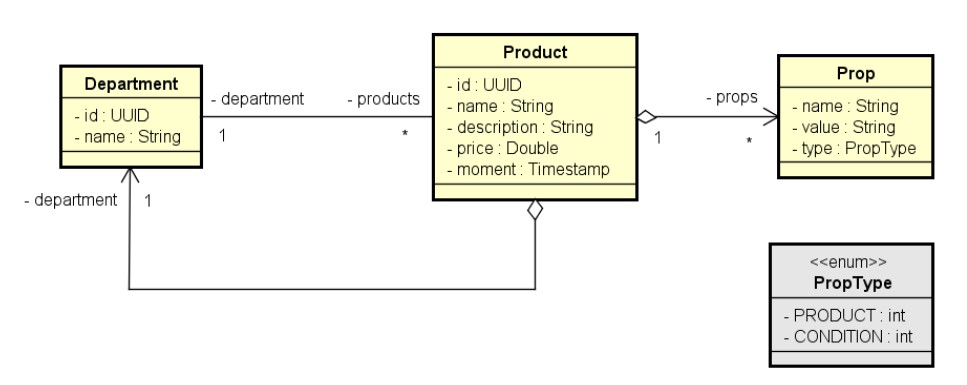 Department
- id : UUID
- name : String
- department
1
- products
*
Product
- id : UUID
- name : String
- description : String
- price : Double
- moment : Timestamp
1
- props
*
Prop
- name : String
- value : String
- type : PropType
- department
1
<<enum>>
PropType
- PRODUCT : int
- CONDITION : int